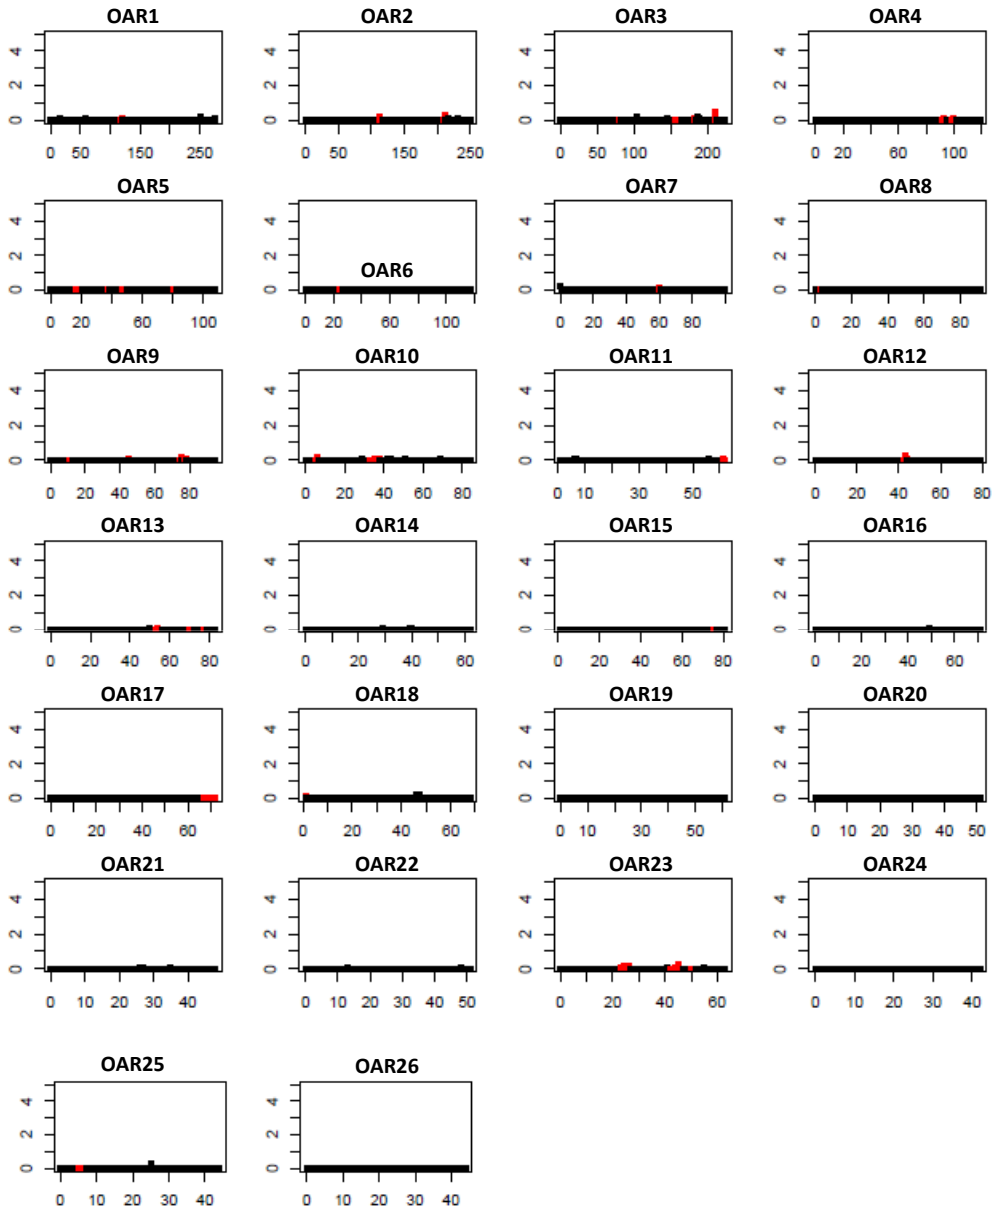 OAR1 OAR2 OAR3 OAR4
4 4 4 4
2 2 2 2
0 0 0 0
0 50 150 250 0 50 150 250 0 50 100 200 0 20 60 100
OAR5 OAR7 OAR8
4 4 4 4
2 2 2 2
OAR6
0 0 0 0
0 20 60 100 0 20 60 100 0 20 40 60 80 0 20 40 60 80
OAR9 OAR10 OAR11 OAR12
4 4 4 4
2 2 2 2
0 0 0 0
0 20 40 60 80 0 20 40 60 80 0 10 30 50 0 20 40 60 80
OAR13 OAR14 OAR15 OAR16
4 4 4 4
2 2 2 2
0 0 0 0
0 20 40 60 80 0 20 40 60 0 20 40 60 80 0 20 40 60
OAR17 OAR18 OAR19 OAR20
4 4 4 4
2 2 2 2
0 0 0 0
0 20 40 60 0 20 40 60 0 10 30 50 0 10 20 30 40 50
OAR21 OAR22 OAR23 OAR24
4 4 4 4
2 2 2 2
0 0 0 0
0 10 20 30 40 0 10 20 30 40 50 0 20 40 60 0 10 20 30 40
OAR25 OAR26
4 4
2 2
0 0
0 10 20 30 40 0 10 20 30 40